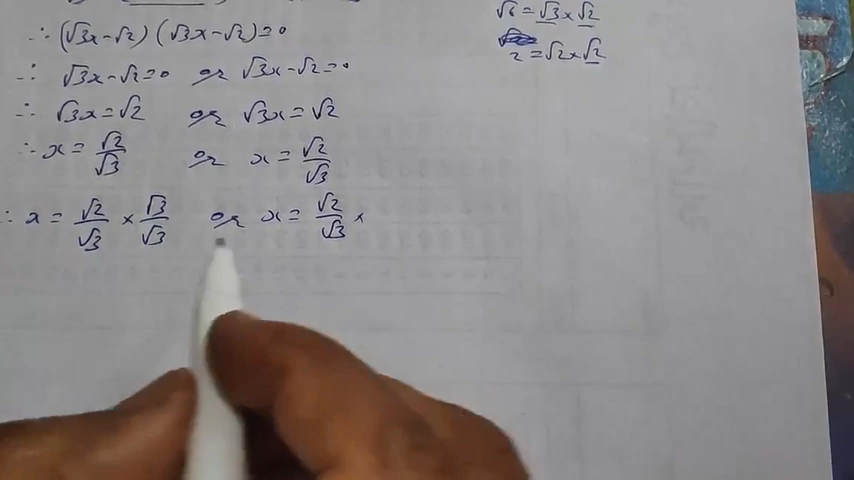 ∴ (√3x-√2) (√3x-√2)=0
∴ √3x-√2=0 or √3x-√2=0
∴ √3x=√2 or √3x=√2
∴ x = √2/√3 or x = √2/√3
∴ x = √2/√3 × √3/√3 or x = √2/√3 ×
√6 = √3 × √2
2 = √2 × √2